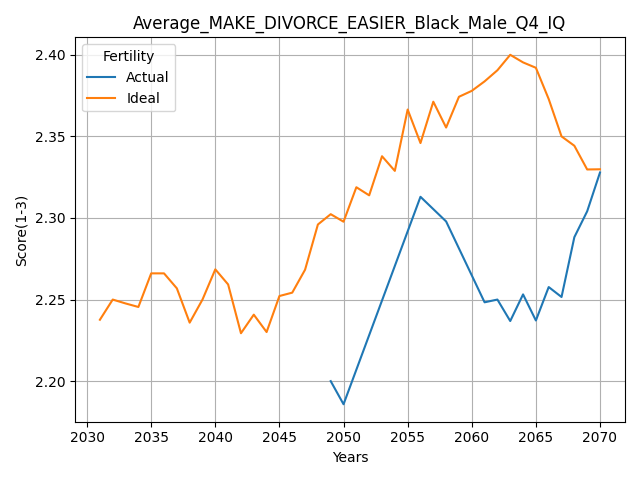 Average_MAKE_DIVORCE_EASIER_Black_Male_Q4_IQ
Fertility
Actual
Ideal
Score(1-3)
2.40
2.35
2.30
2.25
2.20
2030 2035 2040 2045 2050 2055 2060 2065 2070
Years